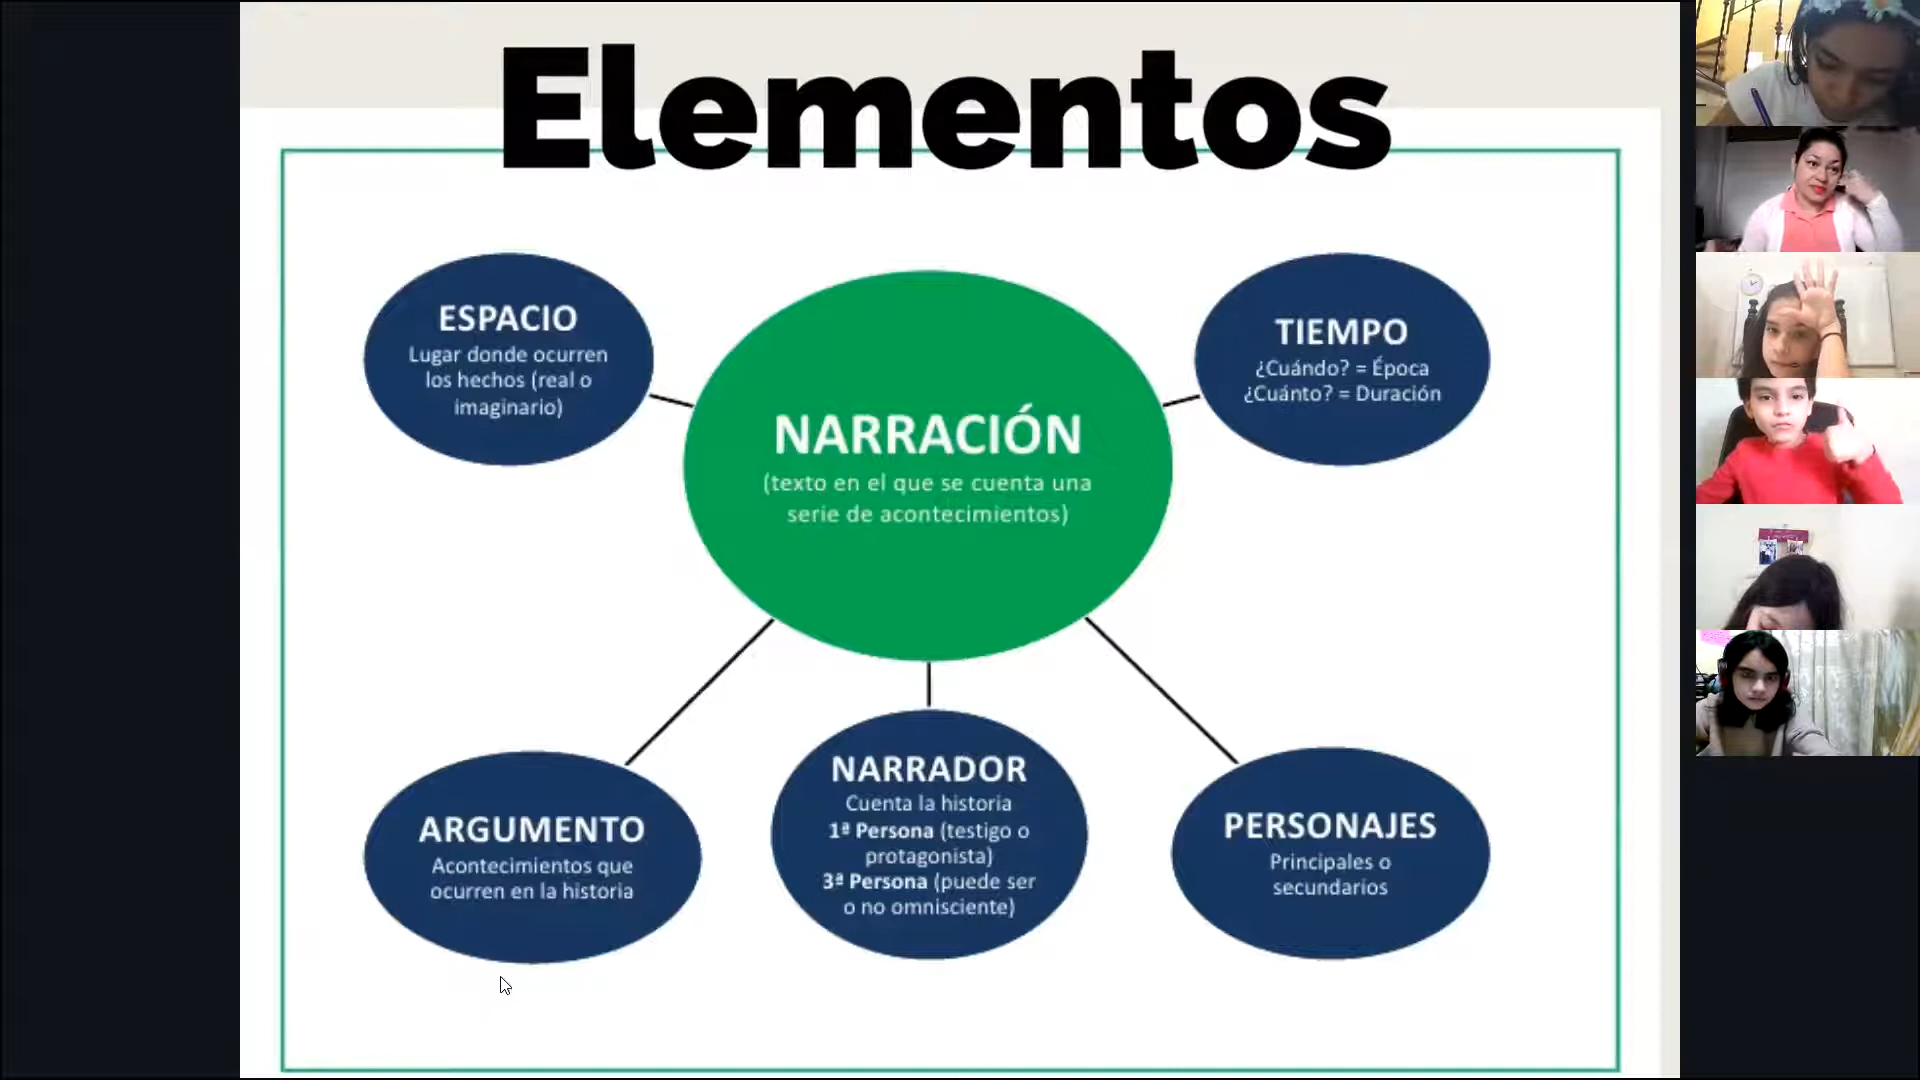 Elementos
ESPACIO
Lugar donde ocurren
los hechos (real o
imaginario)
NARRACIÓN
(texto en el que se cuenta una
serie de acontecimientos)
TIEMPO
¿Cuándo? = Época
¿Cuánto? = Duración
ARGUMENTO
Acontecimientos que
ocurren en la historia
NARRADOR
Cuenta la historia
1ª Persona (testigo o
protagonista)
3ª Persona (puede ser
o no omnisciente)
PERSONAJES
Principales o
secundarios